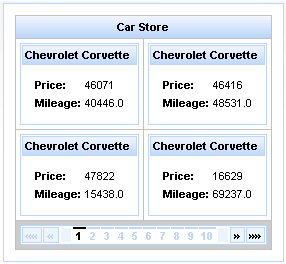 Car Store
Chevrolet Corvette
Price: 46071
Mileage: 40446.0
Chevrolet Corvette
Price: 46416
Mileage: 48531.0
Chevrolet Corvette
Price: 47822
Mileage: 15438.0
Chevrolet Corvette
Price: 16629
Mileage: 69237.0
«« « 1 2 3 4 5 6 7 8 9 10 » »»